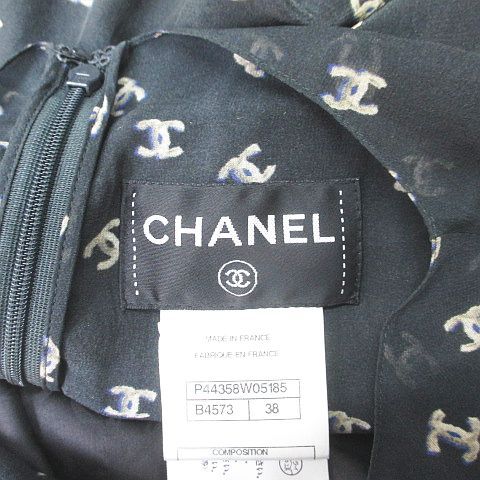 CHANEL
MADE IN FRANCE
FABRIQUE EN FRANCE
P44358W05185
B4573 38
COMPOSITION